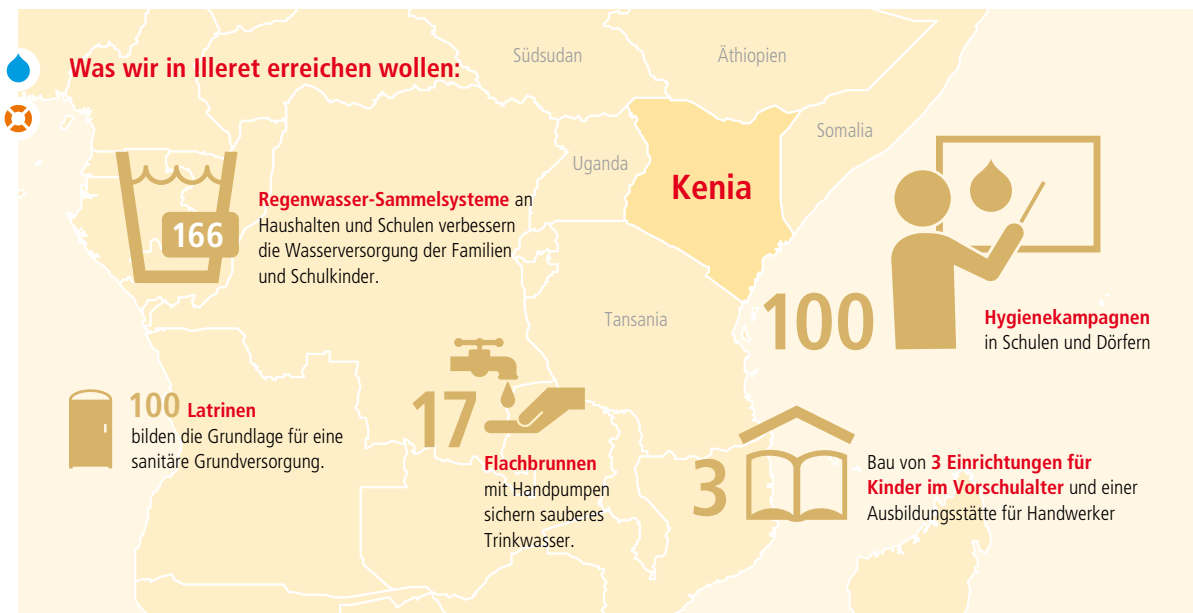 Was wir in Illeret erreichen wollen:
Südsudan
Äthiopien
Somalia
Uganda
Kenia
Tansania
166
Regenwasser-Sammelsysteme an
Haushalten und Schulen verbessern
die Wasserversorgung der Familien
und Schulkinder.
100
Hygienekampagnen
in Schulen und Dörfern
100 Latrinen
bilden die Grundlage für eine
sanitäre Grundversorgung.
17
Flachbrunnen
mit Handpumpen
sichern sauberes
Trinkwasser.
3
Bau von 3 Einrichtungen für
Kinder im Vorschulalter und einer
Ausbildungsstätte für Handwerker